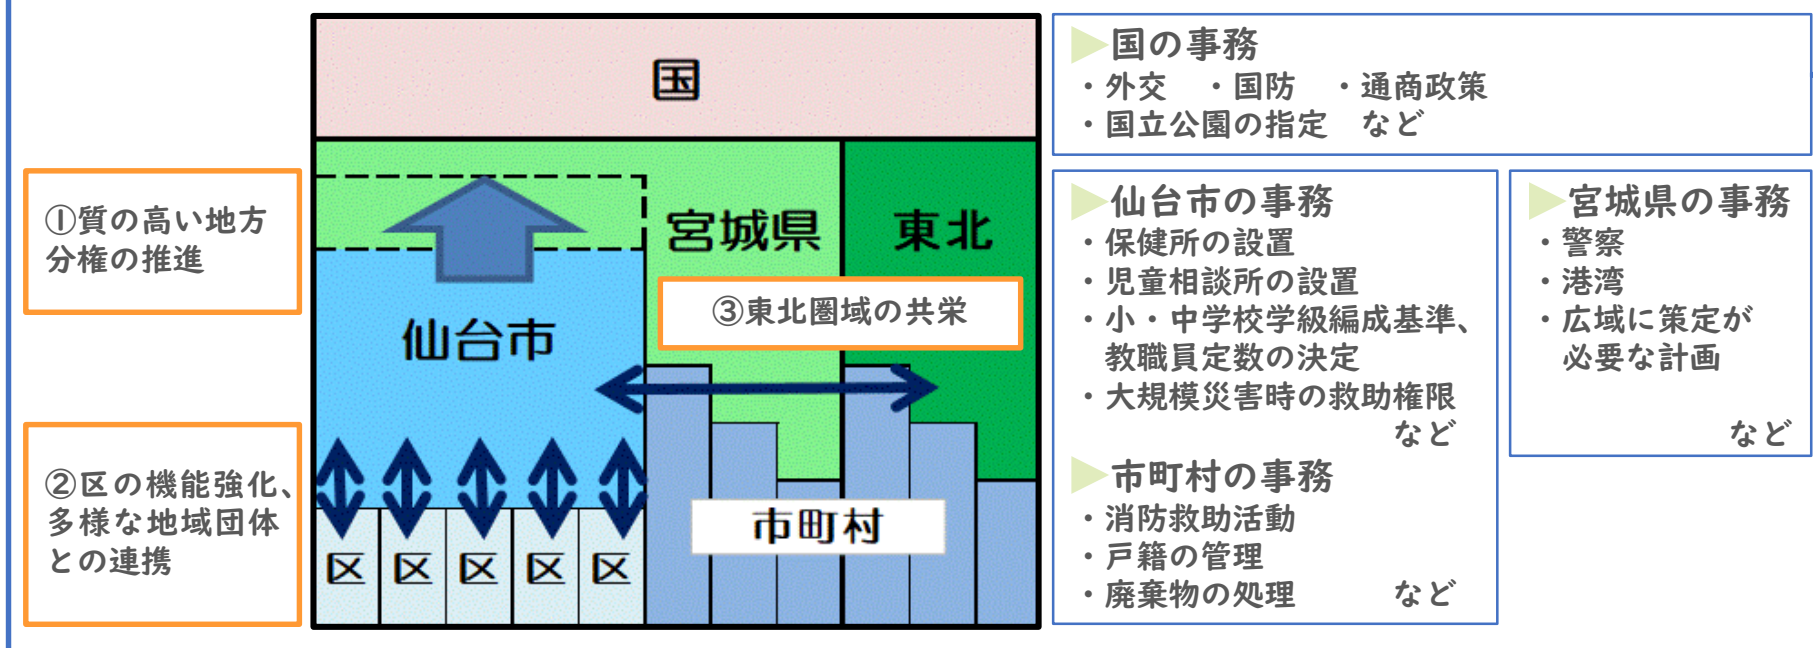 国
①質の高い地方
分権の推進
宮城県
東北
③東北圏域の共栄
仙台市
②区の機能強化、
多様な地域団体
との連携
市町村
区 区 区 区 区
国の事務
・外交 ・国防 ・通商政策
・国立公園の指定 など
仙台市の事務
・保健所の設置
・児童相談所の設置
・小・中学校学級編成基準、
教職員定数の決定
・大規模災害時の救助権限
など
市町村の事務
・消防救助活動
・戸籍の管理
・廃棄物の処理 など
宮城県の事務
・警察
・港湾
・広域に策定が
必要な計画
など